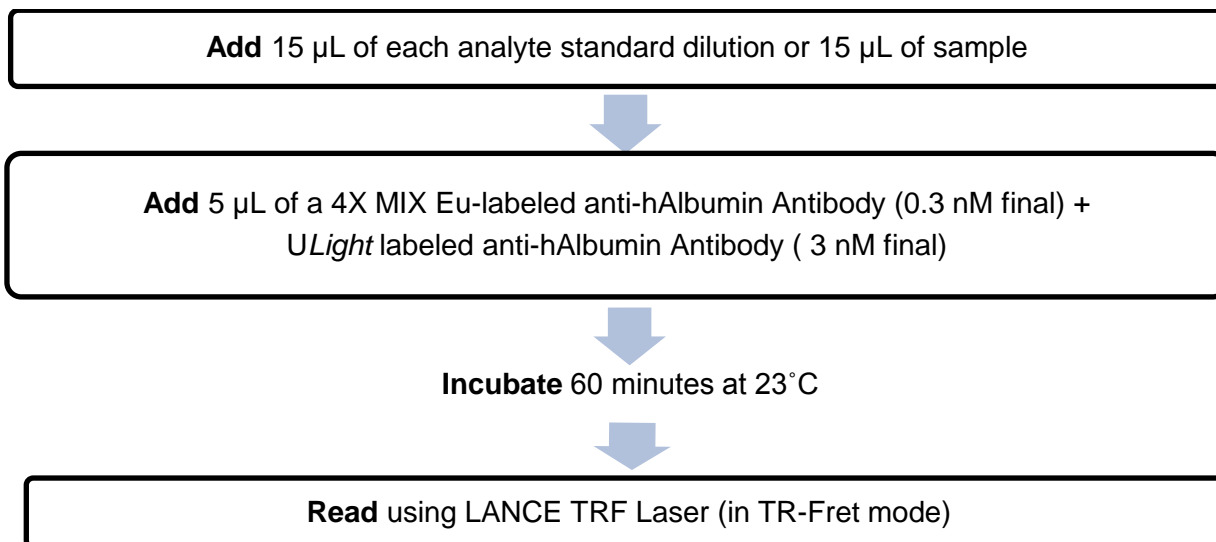 Add 15 µL of each analyte standard dilution or 15 µL of sample
Add 5 µL of a 4X MIX Eu-labeled anti-hAlbumin Antibody (0.3 nM final) +
ULight labeled anti-hAlbumin Antibody ( 3 nM final)
Incubate 60 minutes at 23˚C
Read using LANCE TRF Laser (in TR-Fret mode)